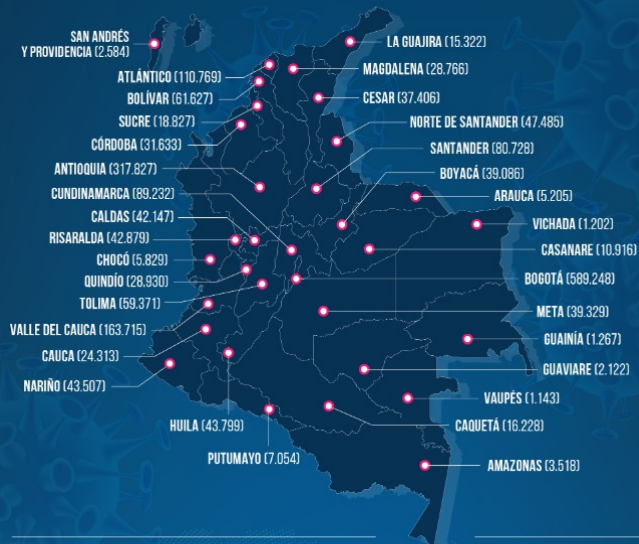 SAN ANDRÉS
Y PROVIDENCIA (2.584)
ATLÁNTICO (110.769)
BOLÍVAR (61.627)
SUCRE (18.827)
CÓRDOBA (31.633)
ANTIOQUIA (317.827)
CUNDINAMARCA (89.232)
CALDAS (42.147)
RISARALDA (42.879)
CHOCÓ (5.829)
QUINDÍO (28.930)
TOLIMA (59.371)
VALLE DEL CAUCA (163.715)
CAUCA (24.313)
NARIÑO (43.507)
HUILA (43.799)
PUTUMAYO (7.054)
LA GUAJIRA (15.322)
MAGDALENA (28.766)
CESAR (37.406)
NORTE DE SANTANDER (47.485)
SANTANDER (80.728)
BOYACÁ (39.086)
ARAUCA (5.205)
VICHADA (1.202)
CASANARE (10.916)
BOGOTÁ (589.248)
META (39.329)
GUAINÍA (1.267)
GUAVIARE (2.122)
VAUPÉS (1.143)
CAQUETÁ (16.228)
AMAZONAS (3.518)